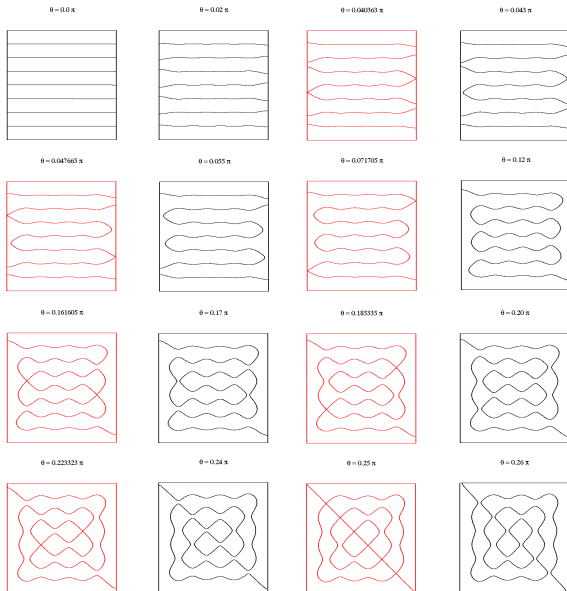 θ = 0.0 π
θ = 0.02 π
θ = 0.040363 π
θ = 0.043 π
θ = 0.047665 π
θ = 0.055 π
θ = 0.071705 π
θ = 0.12 π
θ = 0.161605 π
θ = 0.17 π
θ = 0.185335 π
θ = 0.20 π
θ = 0.223323 π
θ = 0.24 π
θ = 0.25 π
θ = 0.26 π